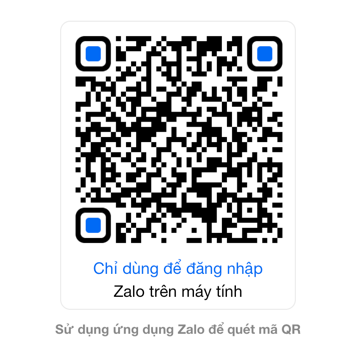 Chỉ dùng để đăng nhập
Zalo trên máy tính
Sử dụng ứng dụng Zalo để quét mã QR